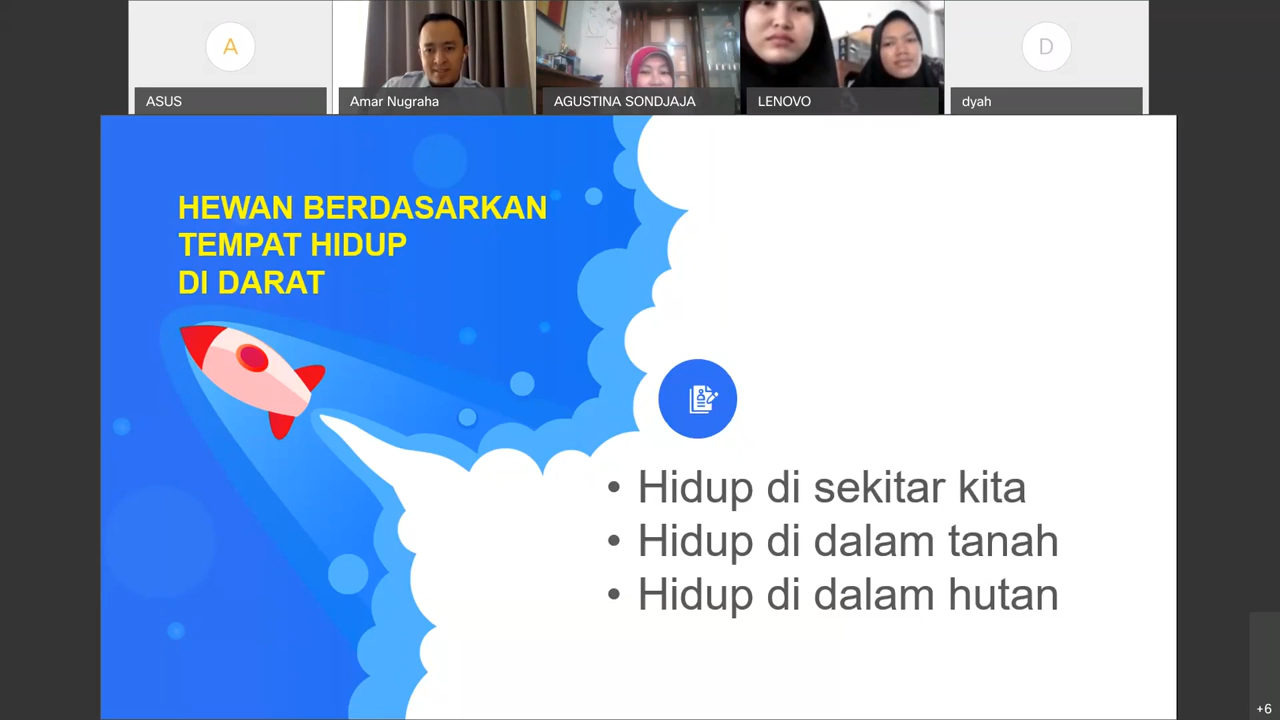 A
D
ASUS
Amar Nugraha
AGUSTINA SONDJAJA
LENOVO
dyah
HEWAN BERDASARKAN
TEMPAT HIDUP
DI DARAT
• Hidup di sekitar kita
• Hidup di dalam tanah
• Hidup di dalam hutan
+6